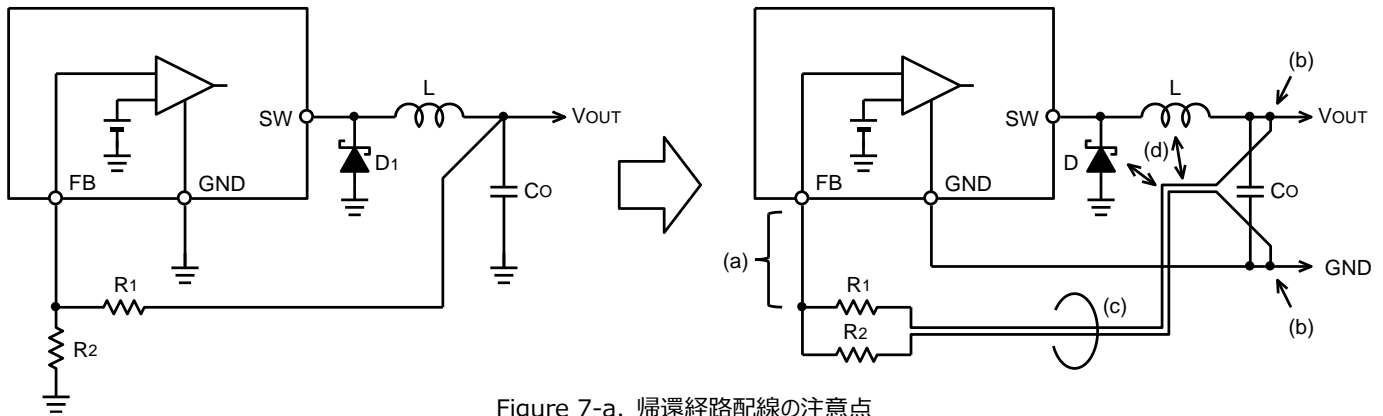 L
SW
VOUT
D1
FB
GND
CO
R1
R2
(b)
L
SW
VOUT
(d)
D
FB
GND
CO
(a)
GND
R1
(c)
R2
(b)
Figure 7-a. 帰還経路配線の注意点